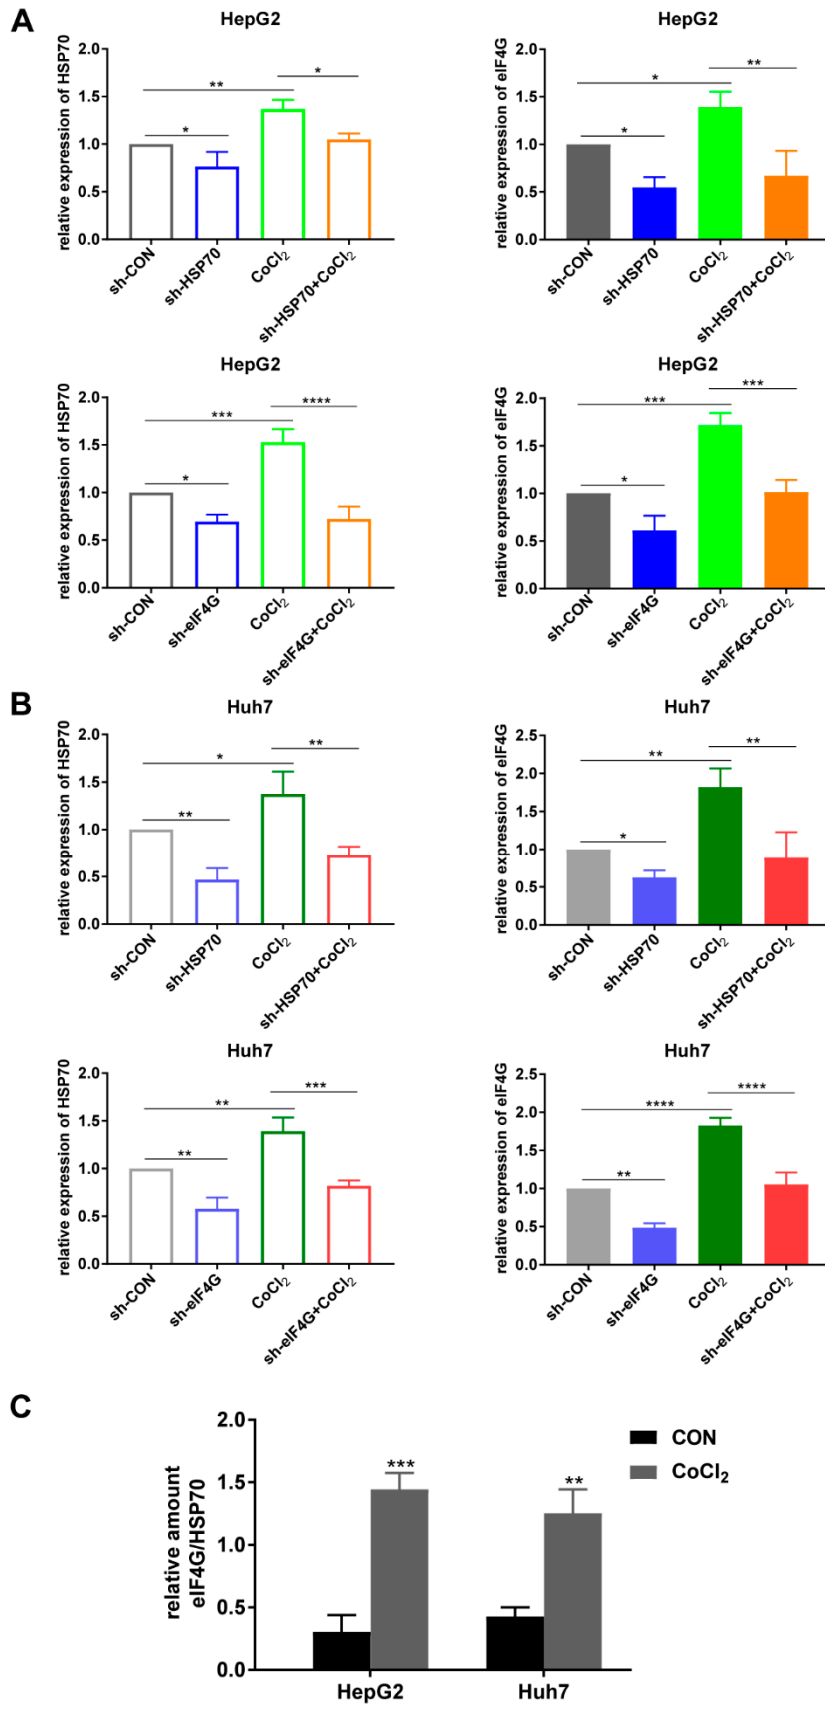 A
HepG2
relative expression of HSP70
2.0
1.5
1.0
0.5
0.0
**
*
*
sh-CON
sh-HSP70
CoCl₂
sh-HSP70+CoCl₂
HepG2
relative expression of eIF4G
2.0
1.5
1.0
0.5
0.0
*
**
*
sh-CON
sh-HSP70
CoCl₂
sh-HSP70+CoCl₂
HepG2
relative expression of HSP70
2.0
1.5
1.0
0.5
0.0
***
****
*
sh-CON
sh-eIF4G
CoCl₂
sh-eIF4G+CoCl₂
HepG2
relative expression of eIF4G
2.0
1.5
1.0
0.5
0.0
***
***
*
sh-CON
sh-eIF4G
CoCl₂
sh-eIF4G+CoCl₂
B
Huh7
relative expression of HSP70
2.0
1.5
1.0
0.5
0.0
*
**
**
sh-CON
sh-HSP70
CoCl₂
sh-HSP70+CoCl₂
Huh7
relative expression of eIF4G
2.5
2.0
1.5
1.0
0.5
0.0
**
**
*
sh-CON
sh-HSP70
CoCl₂
sh-HSP70+CoCl₂
Huh7
relative expression of HSP70
2.0
1.5
1.0
0.5
0.0
**
***
**
sh-CON
sh-eIF4G
CoCl₂
sh-eIF4G+CoCl₂
Huh7
relative expression of eIF4G
2.5
2.0
1.5
1.0
0.5
0.0
****
****
**
sh-CON
sh-eIF4G
CoCl₂
sh-eIF4G+CoCl₂
C
relative amount
eIF4G/HSP70
2.0
1.5
1.0
0.5
0.0
***
**
HepG2
Huh7
CON
CoCl₂